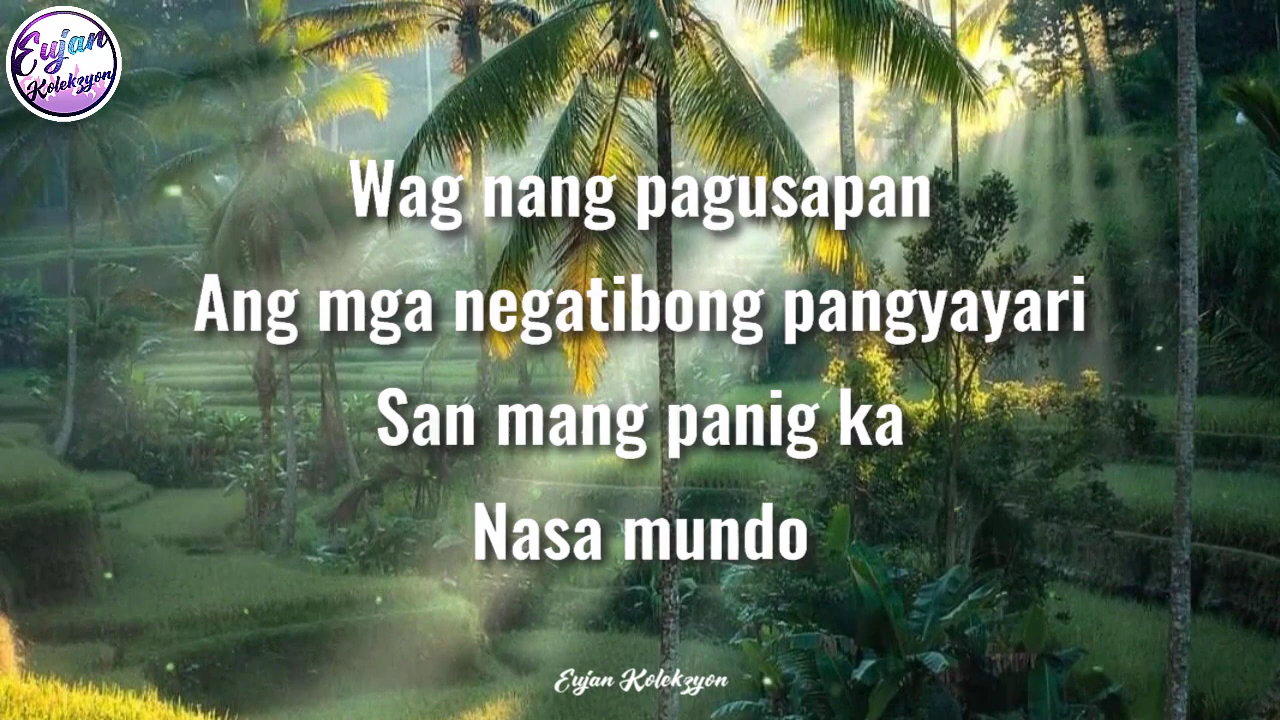 Eujan
Kolekzyon
Wag nang pagusapan
Ang mga negatibong pangyayari
San mang panig ka
Nasa mundo
Eujan Kolekzyon